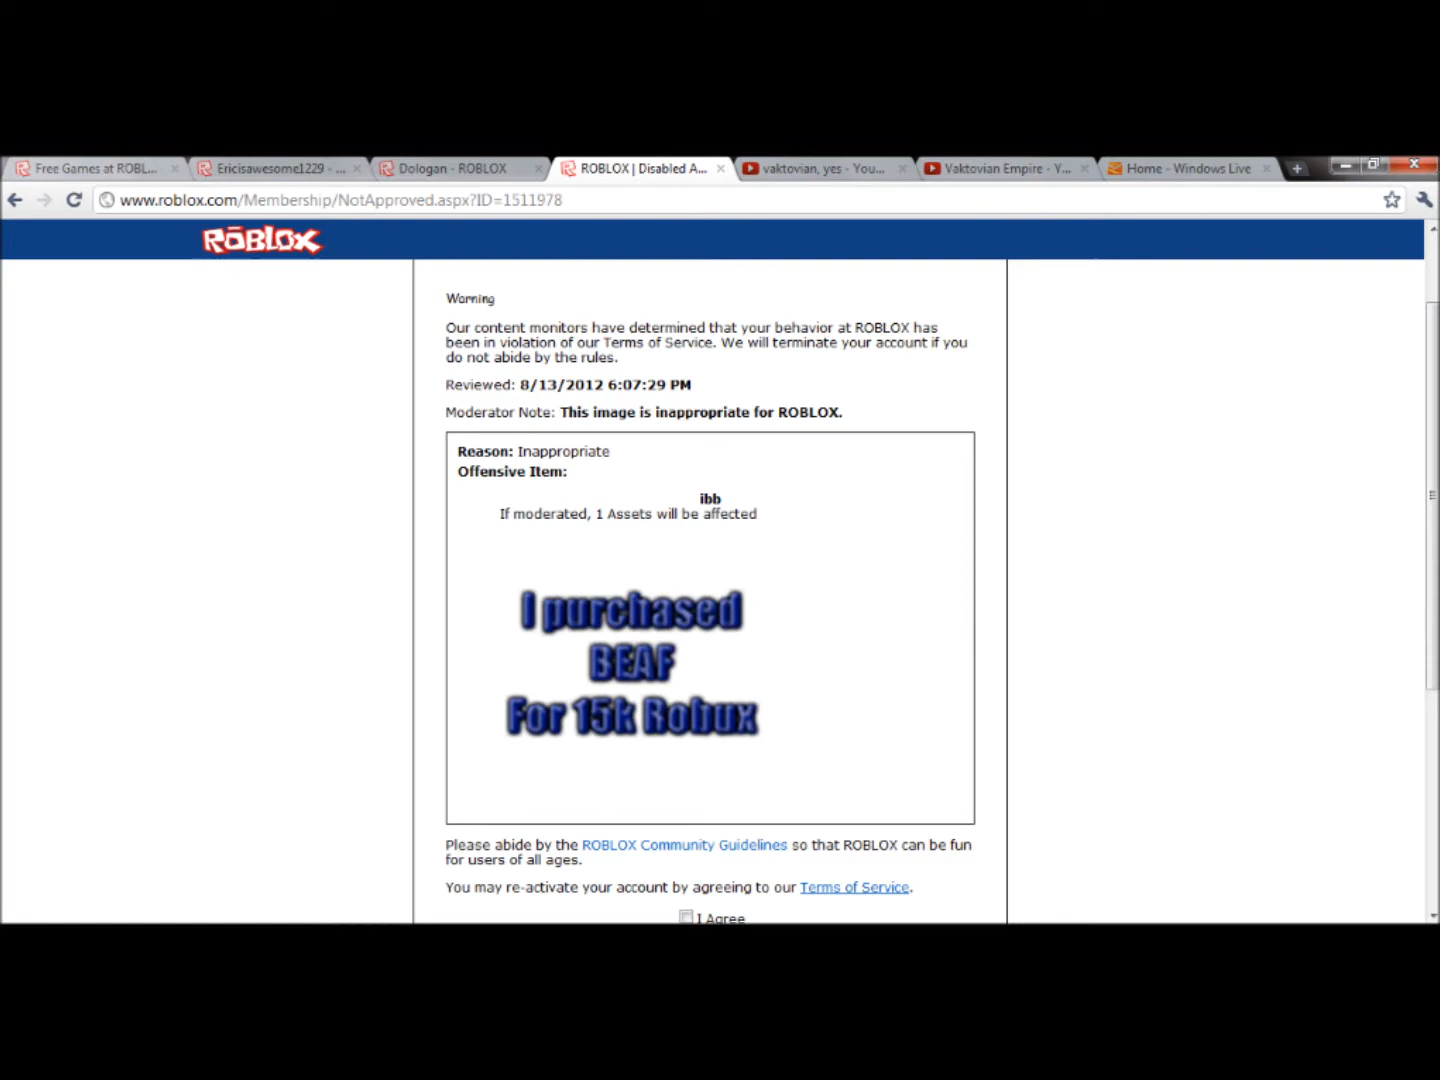 Free Games at ROBL...
Ericisawesome1229 - ...
Dologan - ROBLOX
ROBLOX | Disabled A...
vaktovian, yes - You...
Vaktovian Empire - Y...
Home - Windows Live
www.roblox.com/Membership/NotApproved.aspx?ID=1511978
ROBLOX
Warning
Our content monitors have determined that your behavior at ROBLOX has
been in violation of our Terms of Service. We will terminate your account if you
do not abide by the rules.
Reviewed: 8/13/2012 6:07:29 PM
Moderator Note: This image is inappropriate for ROBLOX.
Reason: Inappropriate
Offensive Item:
ibb
If moderated, 1 Assets will be affected
I purchased
BEAF
For 15k Robux
Please abide by the ROBLOX Community Guidelines so that ROBLOX can be fun
for users of all ages.
You may re-activate your account by agreeing to our Terms of Service.
I Agree